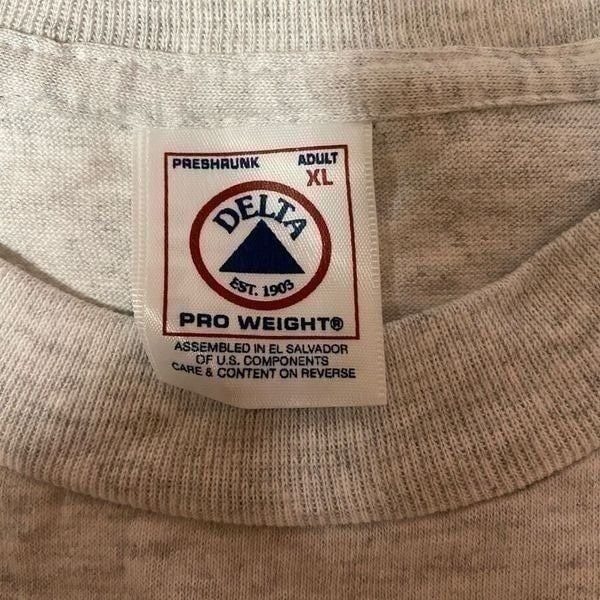 PRESHRUNK ADULT
XL
DELTA
EST. 1903
PRO WEIGHT®
ASSEMBLED IN EL SALVADOR
OF U.S. COMPONENTS
CARE & CONTENT ON REVERSE